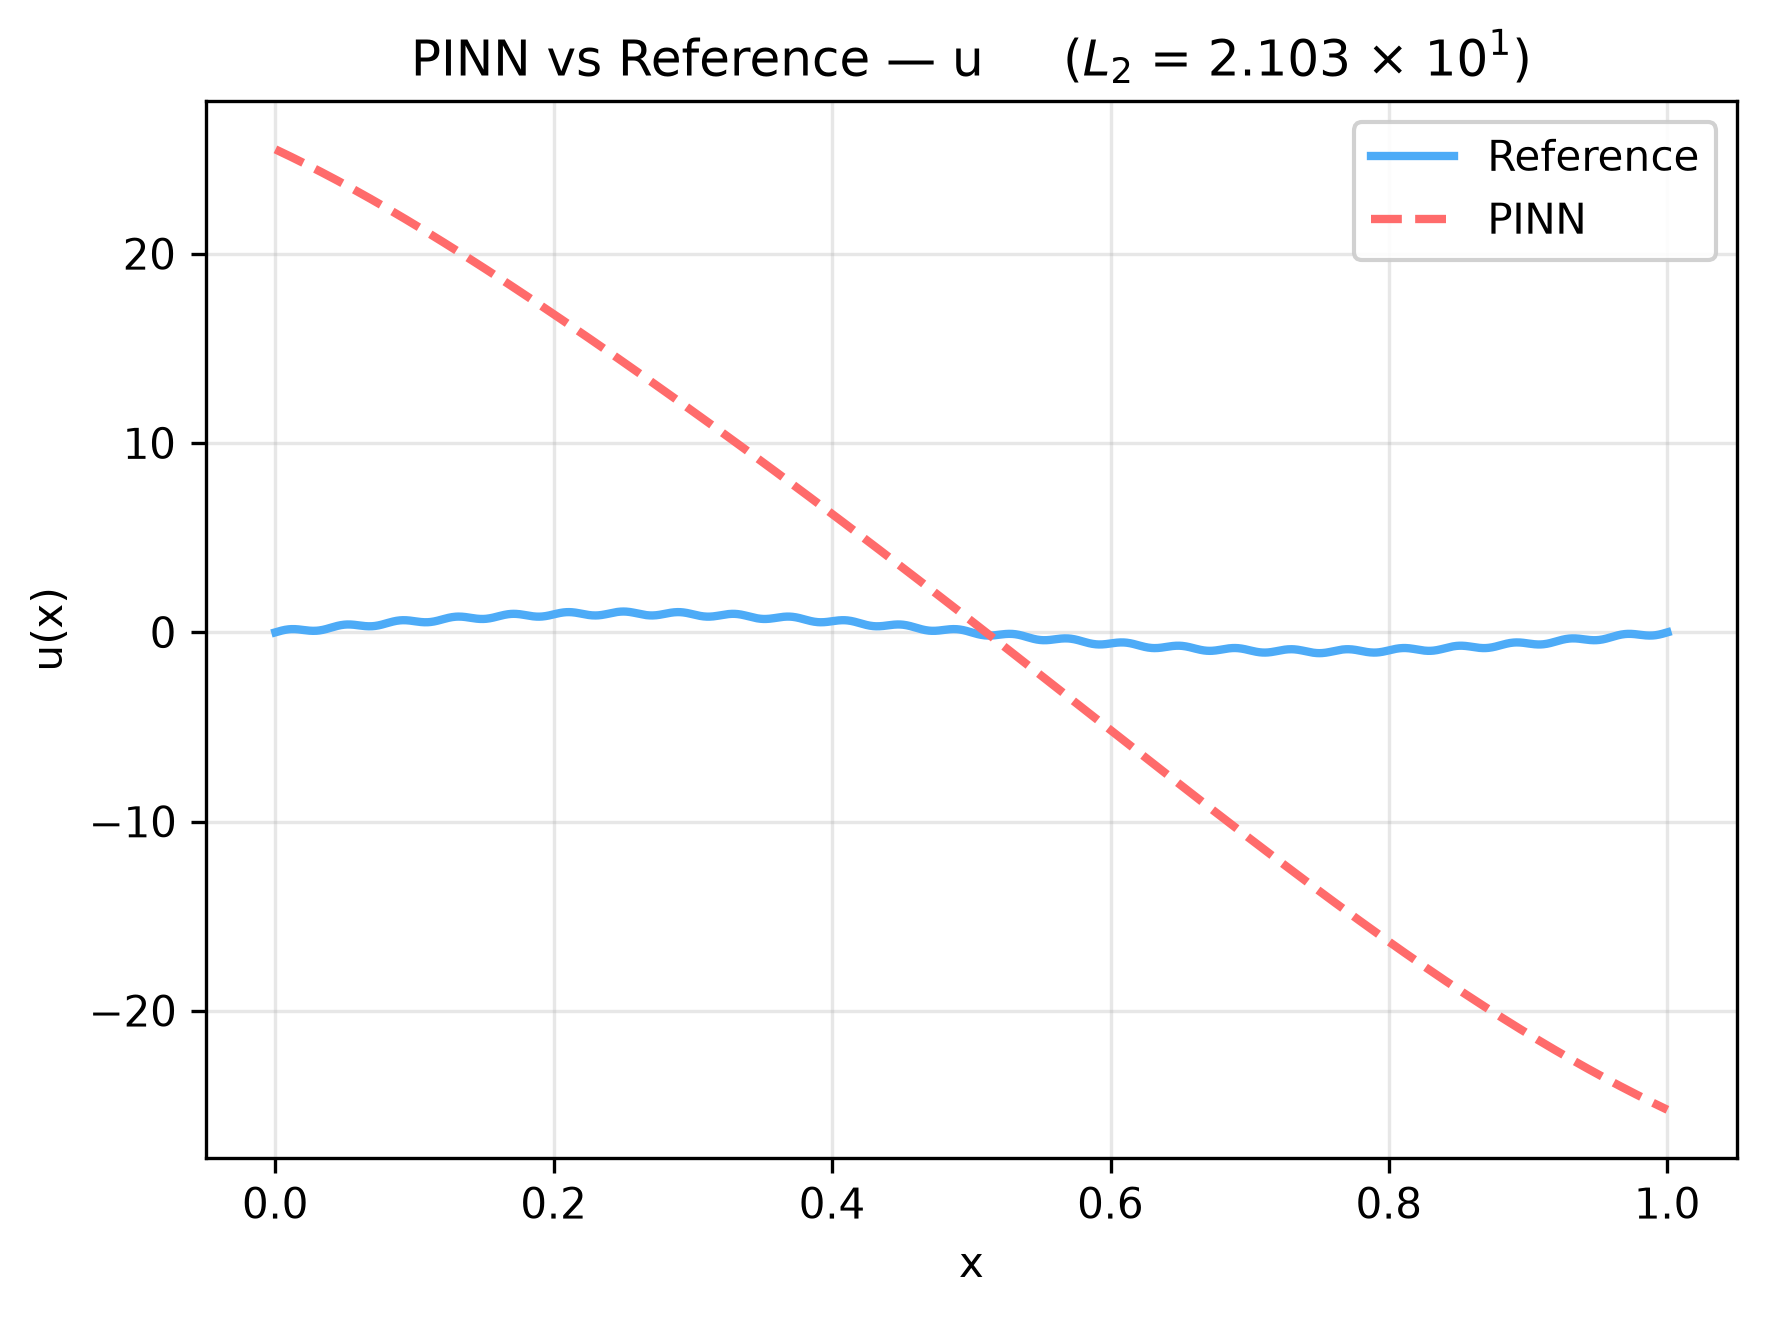 PINN vs Reference — u (L₂ = 2.103 × 10¹)
Reference
PINN
u(x)
20
10
0
−10
−20
0.0 0.2 0.4 0.6 0.8 1.0
x